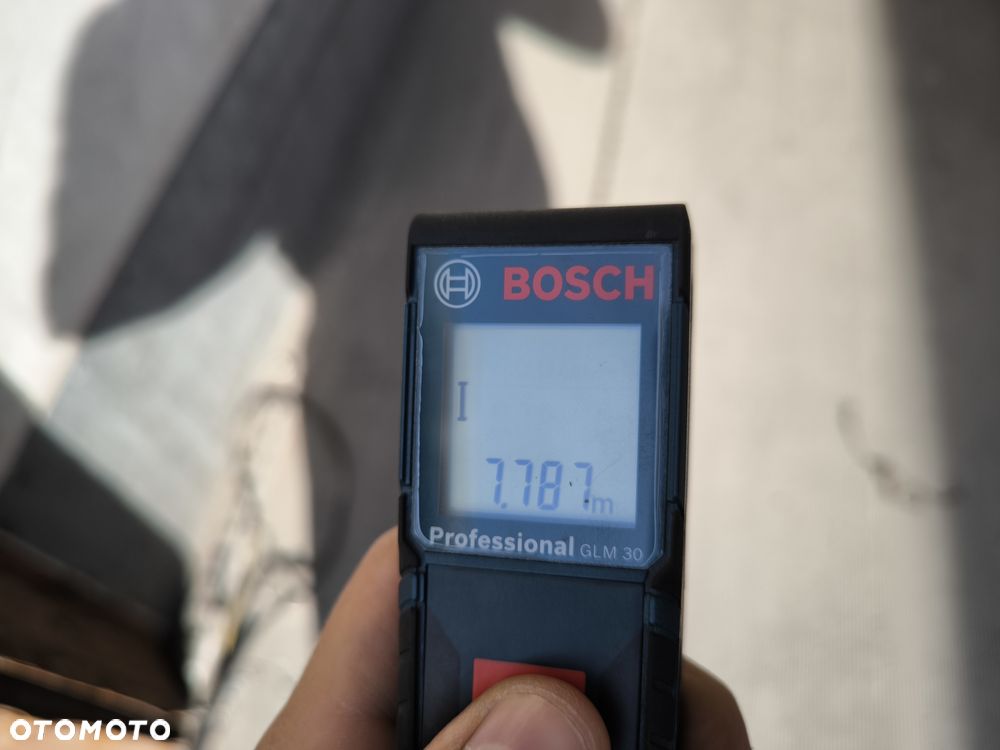 BOSCH
7.787m
Professional GLM 30
OTOMOTO